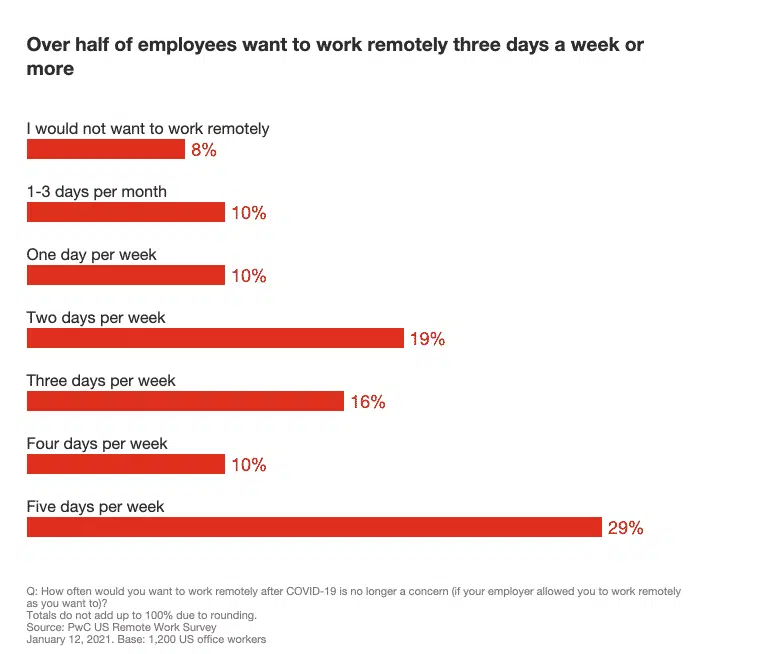 Over half of employees want to work remotely three days a week or
more
I would not want to work remotely
8%
1-3 days per month
10%
One day per week
10%
Two days per week
19%
Three days per week
16%
Four days per week
10%
Five days per week
29%
Q: How often would you want to work remotely after COVID-19 is no longer a concern (if your employer allowed you to work remotely
as you want to)?
Totals do not add up to 100% due to rounding.
Source: PwC US Remote Work Survey
January 12, 2021. Base: 1,200 US office workers